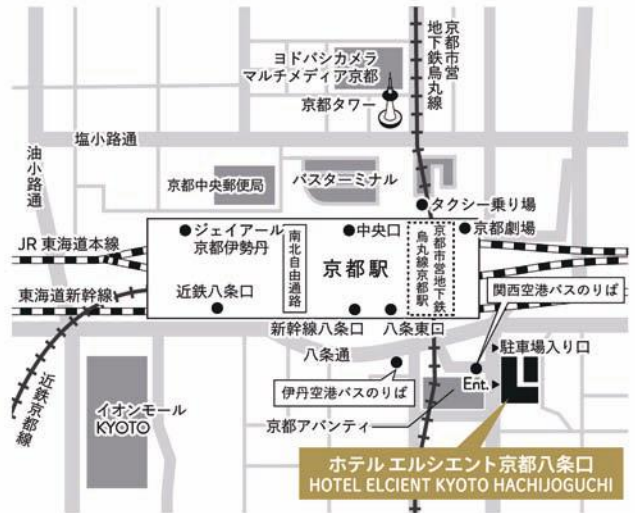 ヨドバシカメラ
マルチメディア京都
京都タワー
京都市営
地下鉄烏丸線
塩小路通
油小路通
京都中央郵便局
バスターミナル
タクシー乗り場
ジェイアール
京都伊勢丹
南北自由通路
中央口
京都駅
京都市営地下鉄
烏丸線京都駅
京都劇場
JR 東海道本線
東海道新幹線
近鉄八条口
新幹線八条口
八条東口
関西空港バスのりば
八条通
駐車場入り口
伊丹空港バスのりば
Ent.
近鉄京都線
イオンモール
KYOTO
京都アバンティ
ホテル エルシエント京都八条口
HOTEL ELCIENT KYOTO HACHIJOGUCHI